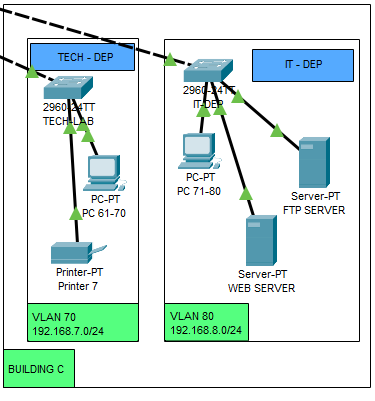 TECH - DEP
IT - DEP
2960-24TT
TECH-LAB
2960-24TT
IT-DEP
PC-PT
PC 61-70
PC-PT
PC 71-80
Server-PT
FTP SERVER
Printer-PT
Printer 7
Server-PT
WEB SERVER
VLAN 70
192.168.7.0/24
VLAN 80
192.168.8.0/24
BUILDING C